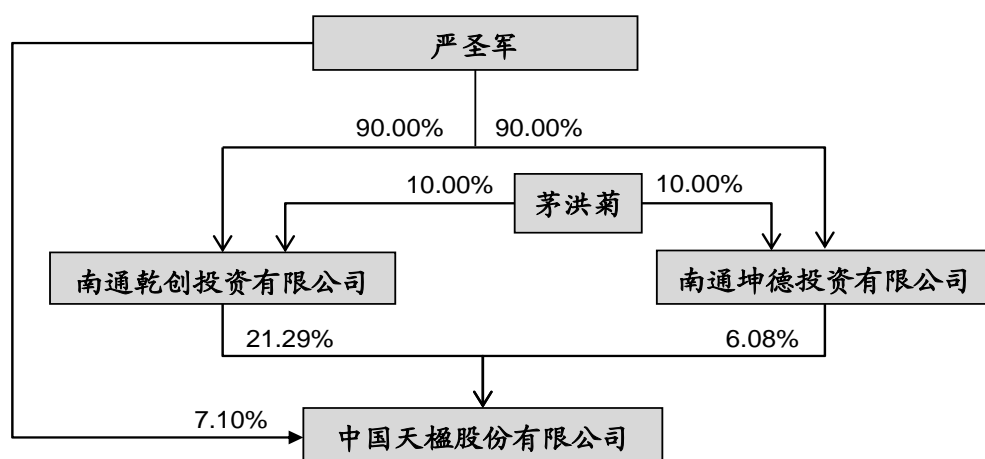 严圣军
90.00% 90.00%
10.00% 茅洪菊 10.00%
南通乾创投资有限公司 南通坤德投资有限公司
21.29% 6.08%
7.10% 中国天楹股份有限公司